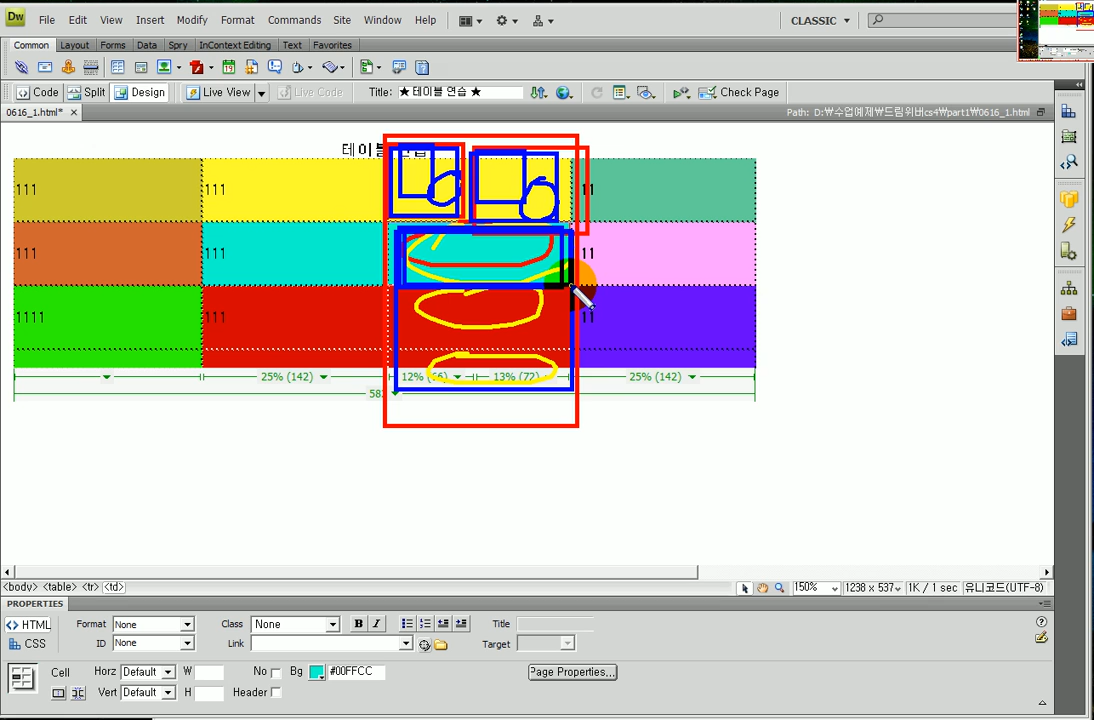 Dw File Edit View Insert Modify Format Commands Site Window Help CLASSIC
Common Layout Forms Data Spry InContext Editing Text Favorites
Code Split Design Live View Live Code Title: ★ 테이블 연습 ★ Check Page
0616_1.html* Path: D:₩수업예제₩드림위버cs4₩part1₩0616_1.html
테이블
111 111 11
111 111 11
1111 111 11
25% (142) 12% (66) 13% (72) 25% (142)
<body> <table> <tr> <td> 150% 1238 x 537 1K / 1 sec 유니코드(UTF-8)
PROPERTIES
HTML Format None Class None B I Title
CSS ID None Link Target
Cell Horz Default W No Bg #00FFCC Page Properties...
Vert Default H Header